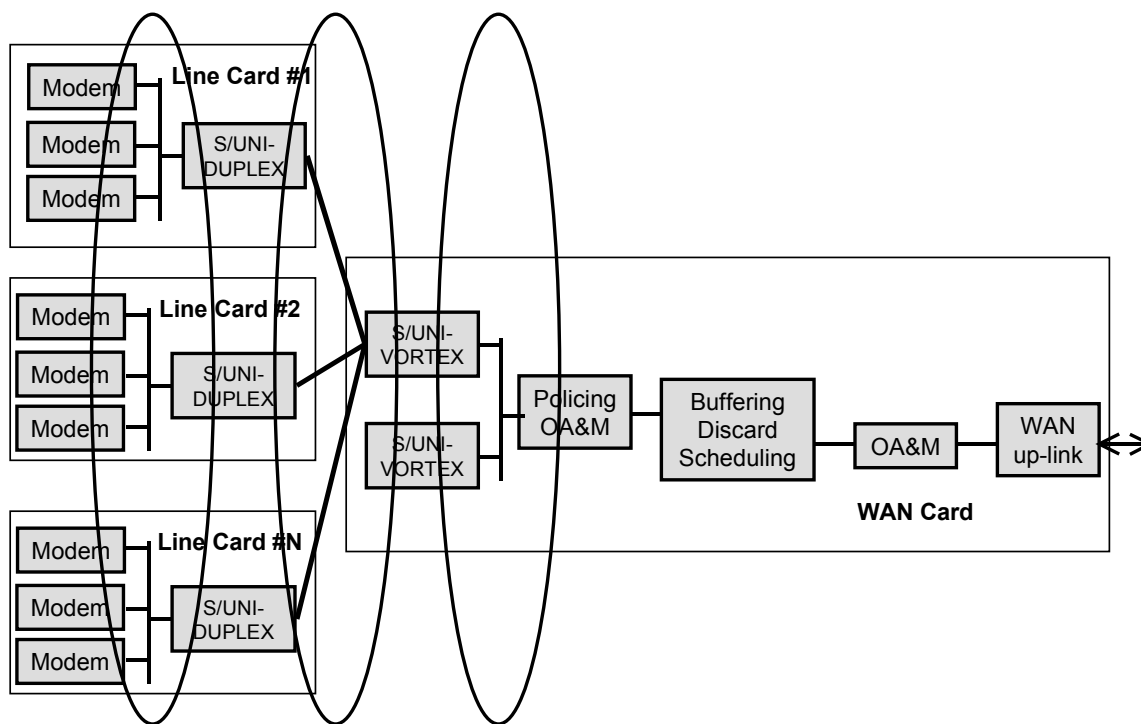 Line Card #1
Modem
Modem
Modem
S/UNI-
DUPLEX
Line Card #2
Modem
Modem
Modem
S/UNI-
DUPLEX
Line Card #N
Modem
Modem
Modem
S/UNI-
DUPLEX
S/UNI-
VORTEX
S/UNI-
VORTEX
Policing
OA&M
Buffering
Discard
Scheduling
OA&M
WAN
up-link
WAN Card